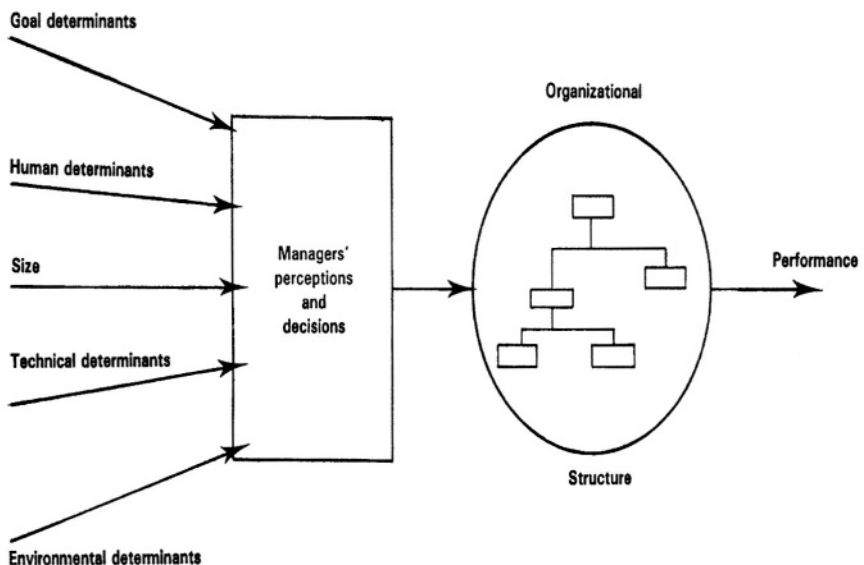 Goal determinants
Human determinants
Size
Technical determinants
Environmental determinants
Managers'
perceptions
and
decisions
Organizational
Structure
Performance